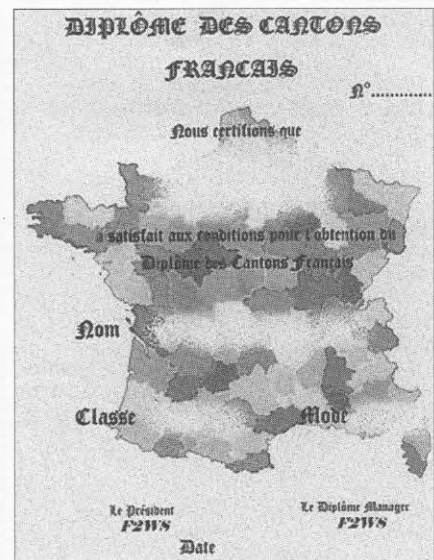 DIPLÔME DES CANTONS
FRANCAIS
N°.............
Nous certifions que
a satisfait aux conditions pour l'obtention du
Diplôme des Cantons Français
Nom
Classe Mode
Le Président Le Diplôme Manager
F2WS F2WS
Date